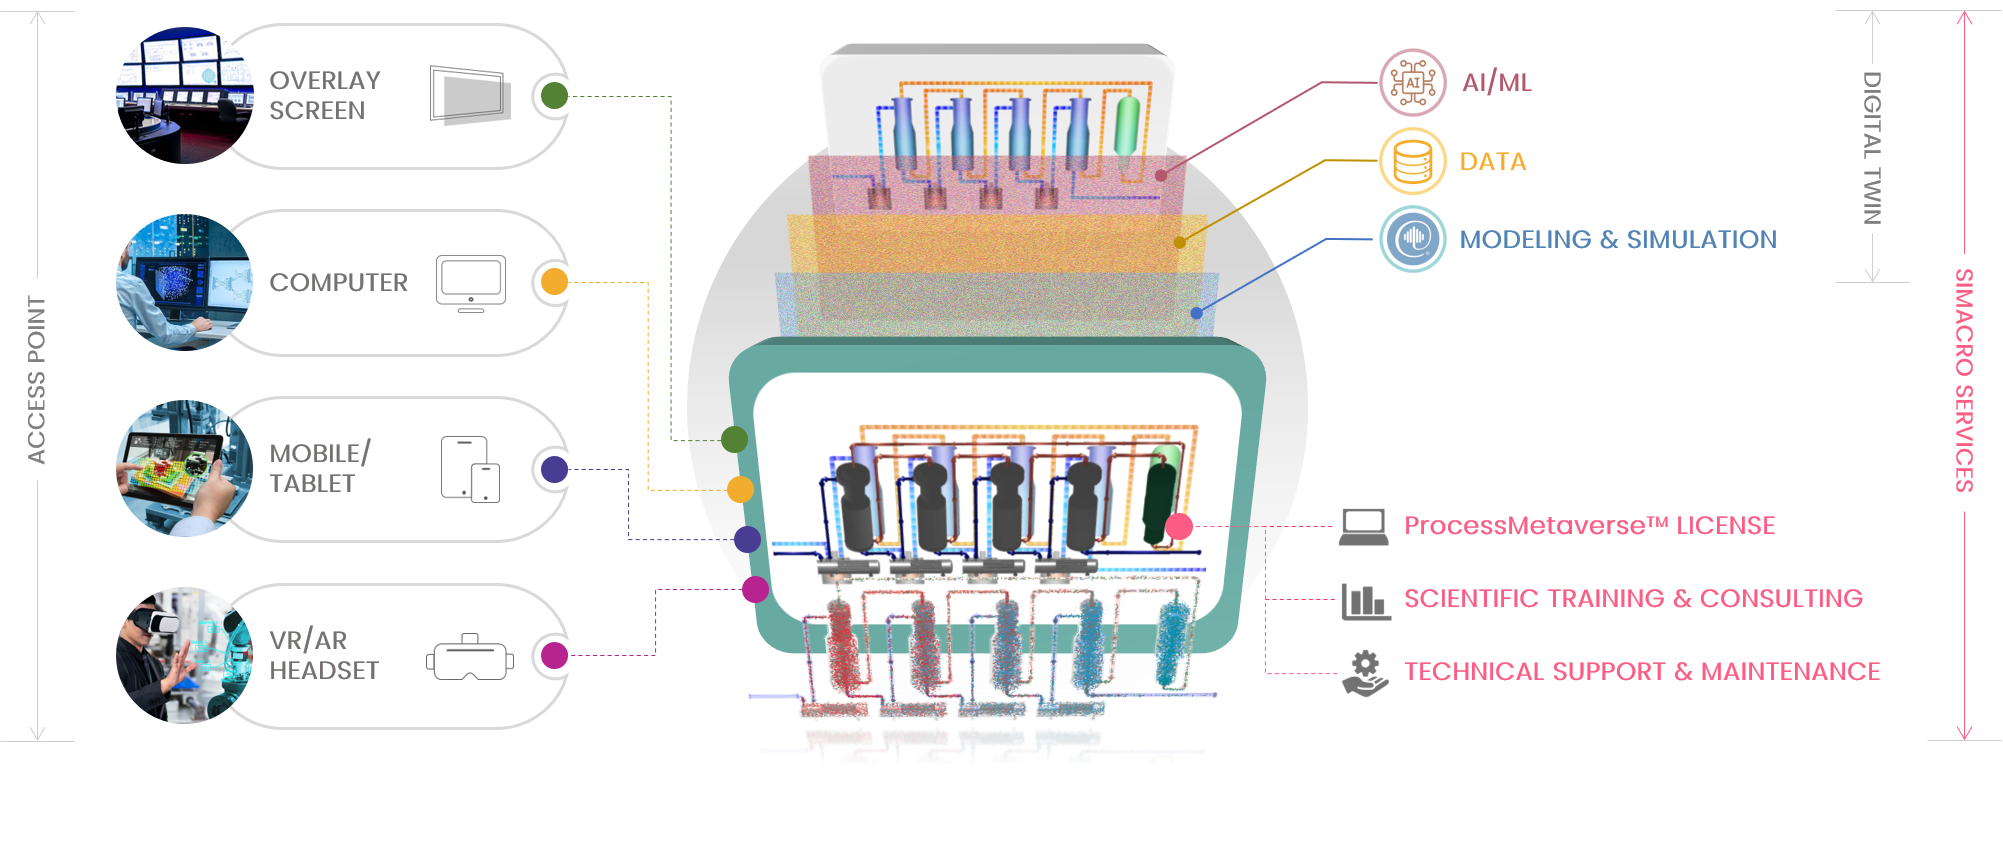 ACCESS POINT
OVERLAY
SCREEN
COMPUTER
MOBILE/
TABLET
VR/AR
HEADSET
AI
AI/ML
DATA
MODELING & SIMULATION
DIGITAL TWIN
SIMACRO SERVICES
ProcessMetaverse™ LICENSE
SCIENTIFIC TRAINING & CONSULTING
TECHNICAL SUPPORT & MAINTENANCE